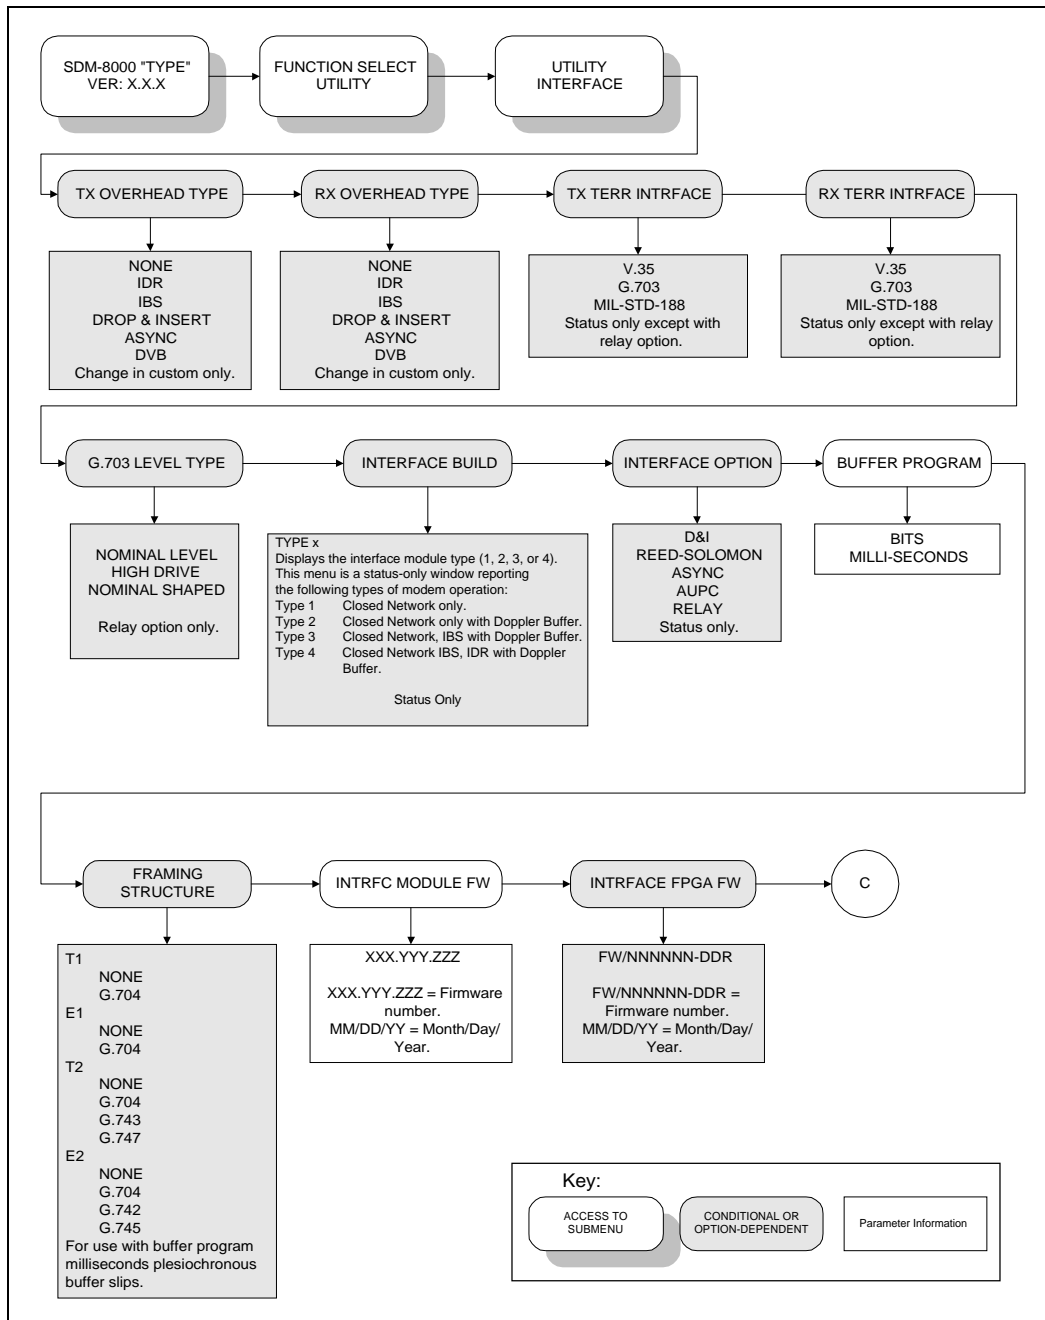 SDM-8000 "TYPE"
VER: X.X.X
FUNCTION SELECT
UTILITY
UTILITY
INTERFACE
TX OVERHEAD TYPE
RX OVERHEAD TYPE
TX TERR INTRFACE
RX TERR INTRFACE
NONE
IDR
IBS
DROP & INSERT
ASYNC
DVB
Change in custom only.
NONE
IDR
IBS
DROP & INSERT
ASYNC
DVB
Change in custom only.
V.35
G.703
MIL-STD-188
Status only except with
relay option.
V.35
G.703
MIL-STD-188
Status only except with relay
option.
G.703 LEVEL TYPE
INTERFACE BUILD
INTERFACE OPTION
BUFFER PROGRAM
NOMINAL LEVEL
HIGH DRIVE
NOMINAL SHAPED
Relay option only.
TYPE x
Displays the interface module type (1, 2, 3, or 4).
This menu is a status-only window reporting
the following types of modem operation:
Type 1 Closed Network only.
Type 2 Closed Network only with Doppler Buffer.
Type 3 Closed Network, IBS with Doppler Buffer.
Type 4 Closed Network IBS, IDR with Doppler
Buffer.
Status Only
D&I
REED-SOLOMON
ASYNC
AUPC
RELAY
Status only.
BITS
MILLI-SECONDS
FRAMING
STRUCTURE
INTRFC MODULE FW
INTRFACE FPGA FW
C
T1
NONE
G.704
E1
NONE
G.704
T2
NONE
G.704
G.743
G.747
E2
NONE
G.704
G.742
G.745
For use with buffer program
milliseconds plesiochronous
buffer slips.
XXX.YYY.ZZZ
XXX.YYY.ZZZ = Firmware
number.
MM/DD/YY = Month/Day/
Year.
FW/NNNNNN-DDR
FW/NNNNNN-DDR =
Firmware number.
MM/DD/YY = Month/Day/
Year.
Key:
ACCESS TO
SUBMENU
CONDITIONAL OR
OPTION-DEPENDENT
Parameter Information